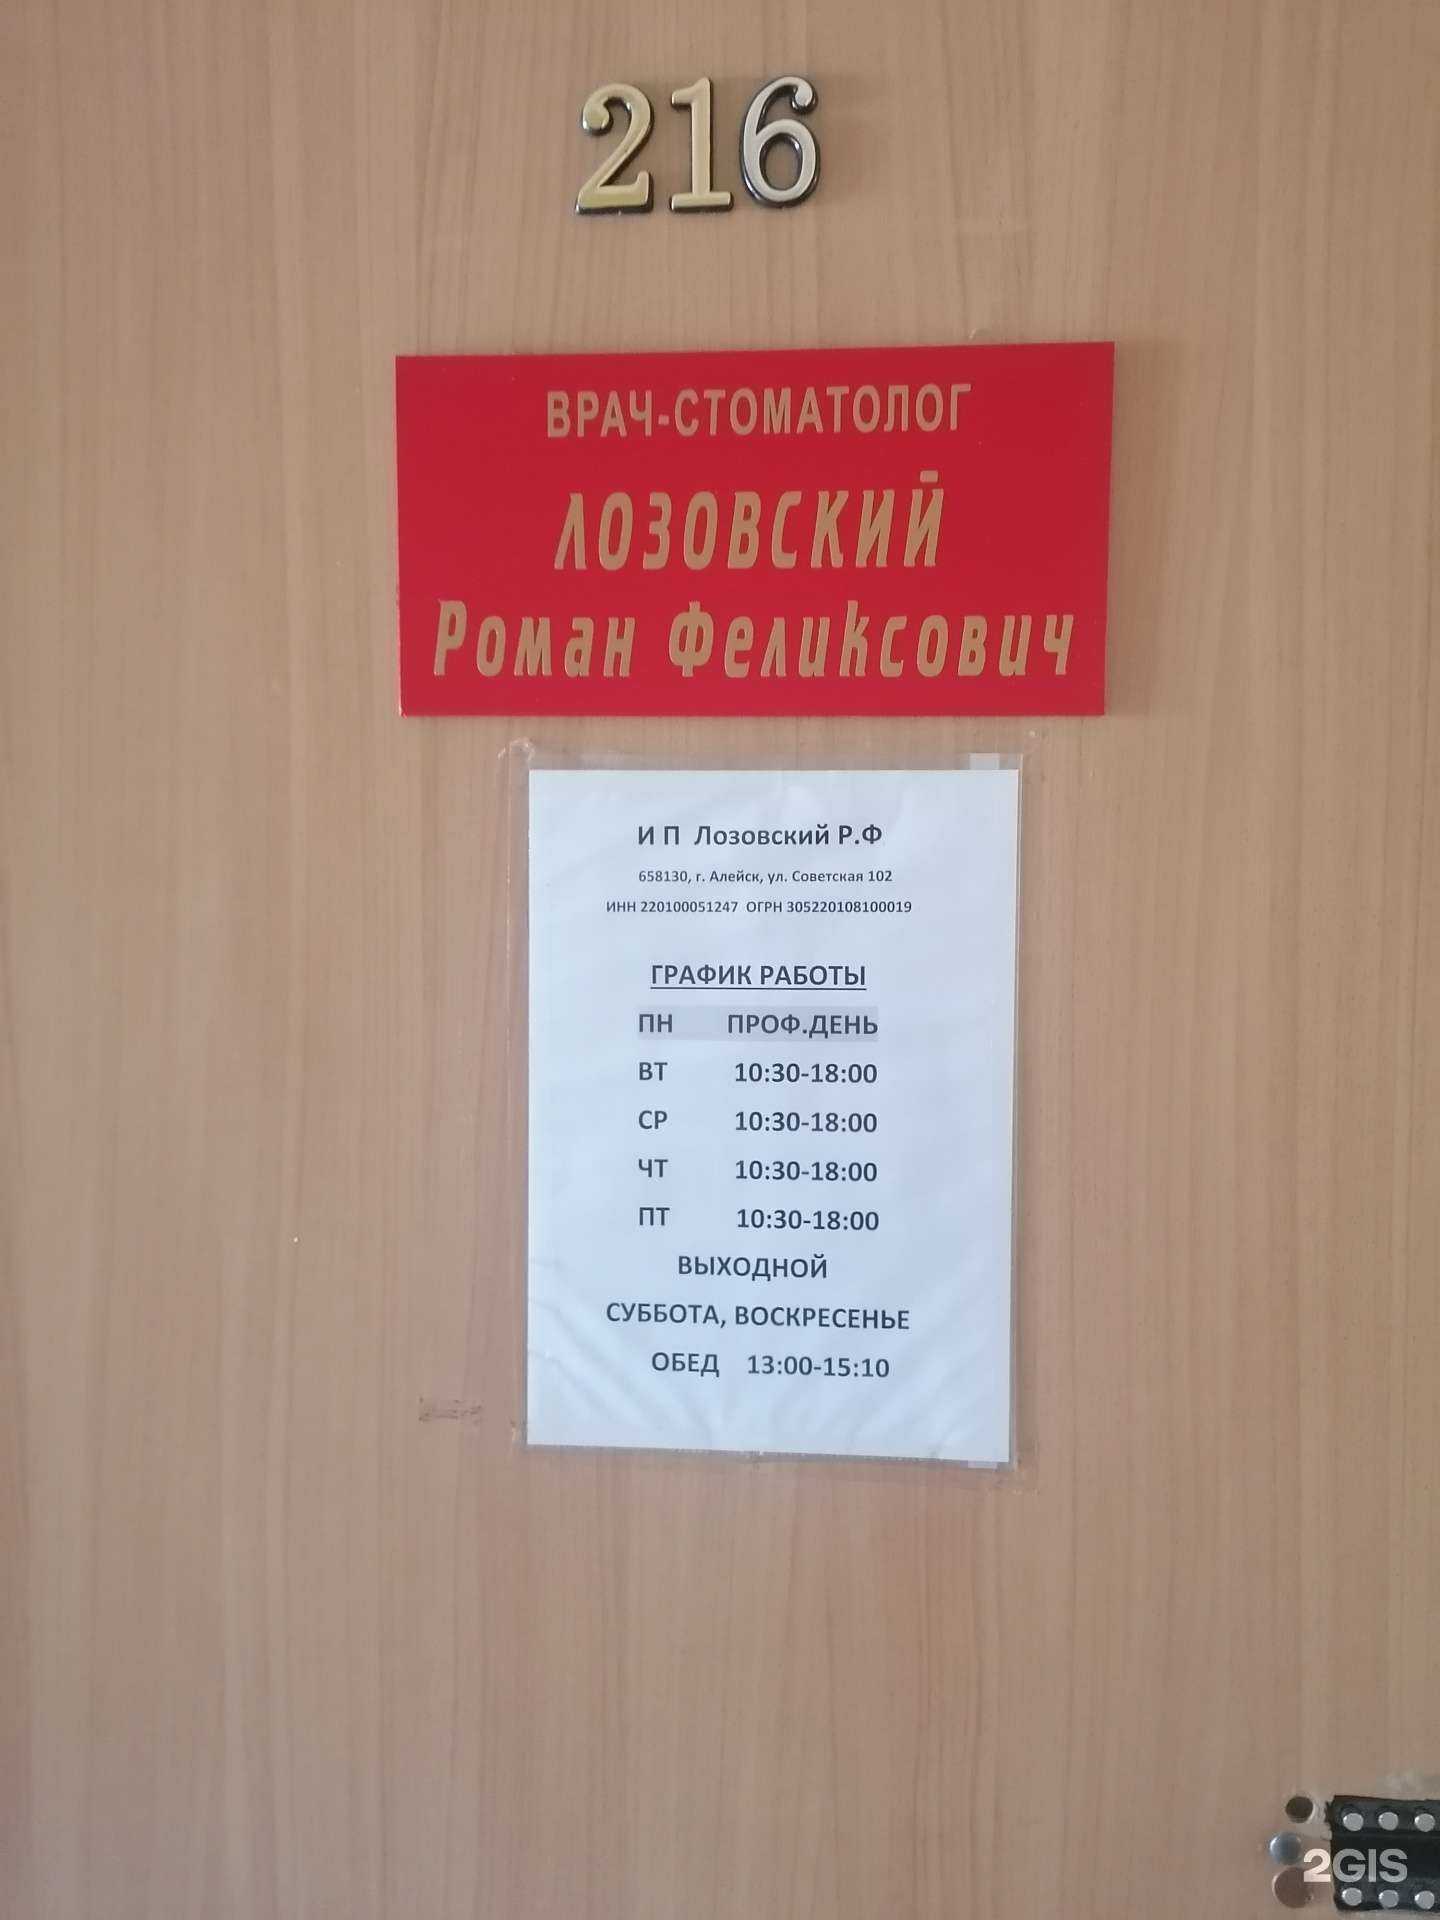 216
ВРАЧ-СТОМАТОЛОГ
ЛОЗОВСКИЙ
Роман Феликсович
И П Лозовский Р.Ф
658130, г. Алейск, ул. Советская 102
ИНН 220100051247 ОГРН 305220108100019
ГРАФИК РАБОТЫ
ПН ПРОФ.ДЕНЬ
ВТ 10:30-18:00
СР 10:30-18:00
ЧТ 10:30-18:00
ПТ 10:30-18:00
ВЫХОДНОЙ
СУББОТА, ВОСКРЕСЕНЬЕ
ОБЕД 13:00-15:10
2GIS